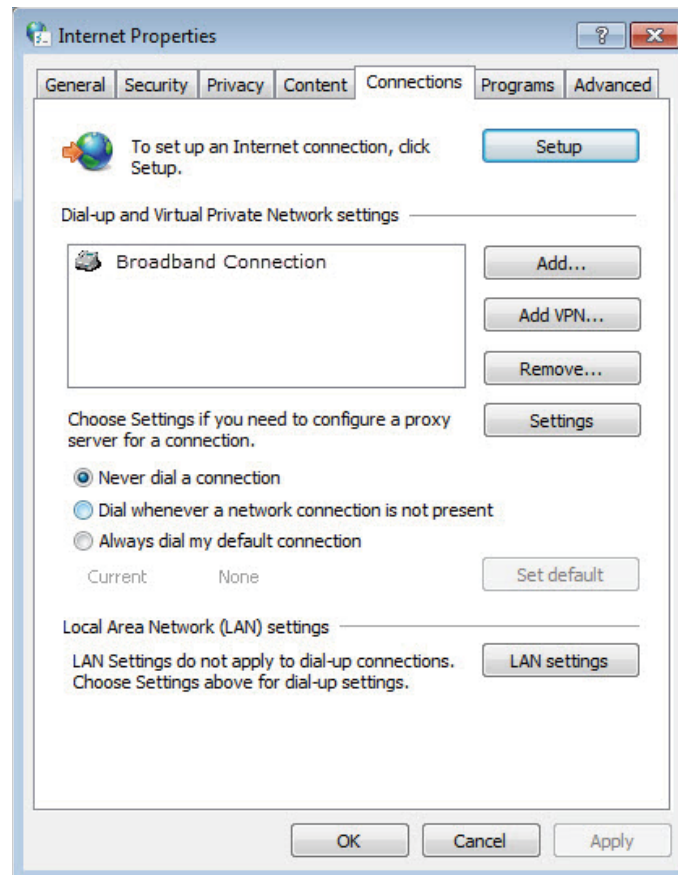 Internet Properties
General Security Privacy Content Connections Programs Advanced
To set up an Internet connection, click
Setup.
Setup
Dial-up and Virtual Private Network settings
Broadband Connection
Add...
Add VPN...
Remove...
Choose Settings if you need to configure a proxy
server for a connection.
Settings
Never dial a connection
Dial whenever a network connection is not present
Always dial my default connection
Current None
Set default
Local Area Network (LAN) settings
LAN Settings do not apply to dial-up connections.
Choose Settings above for dial-up settings.
LAN settings
OK Cancel Apply